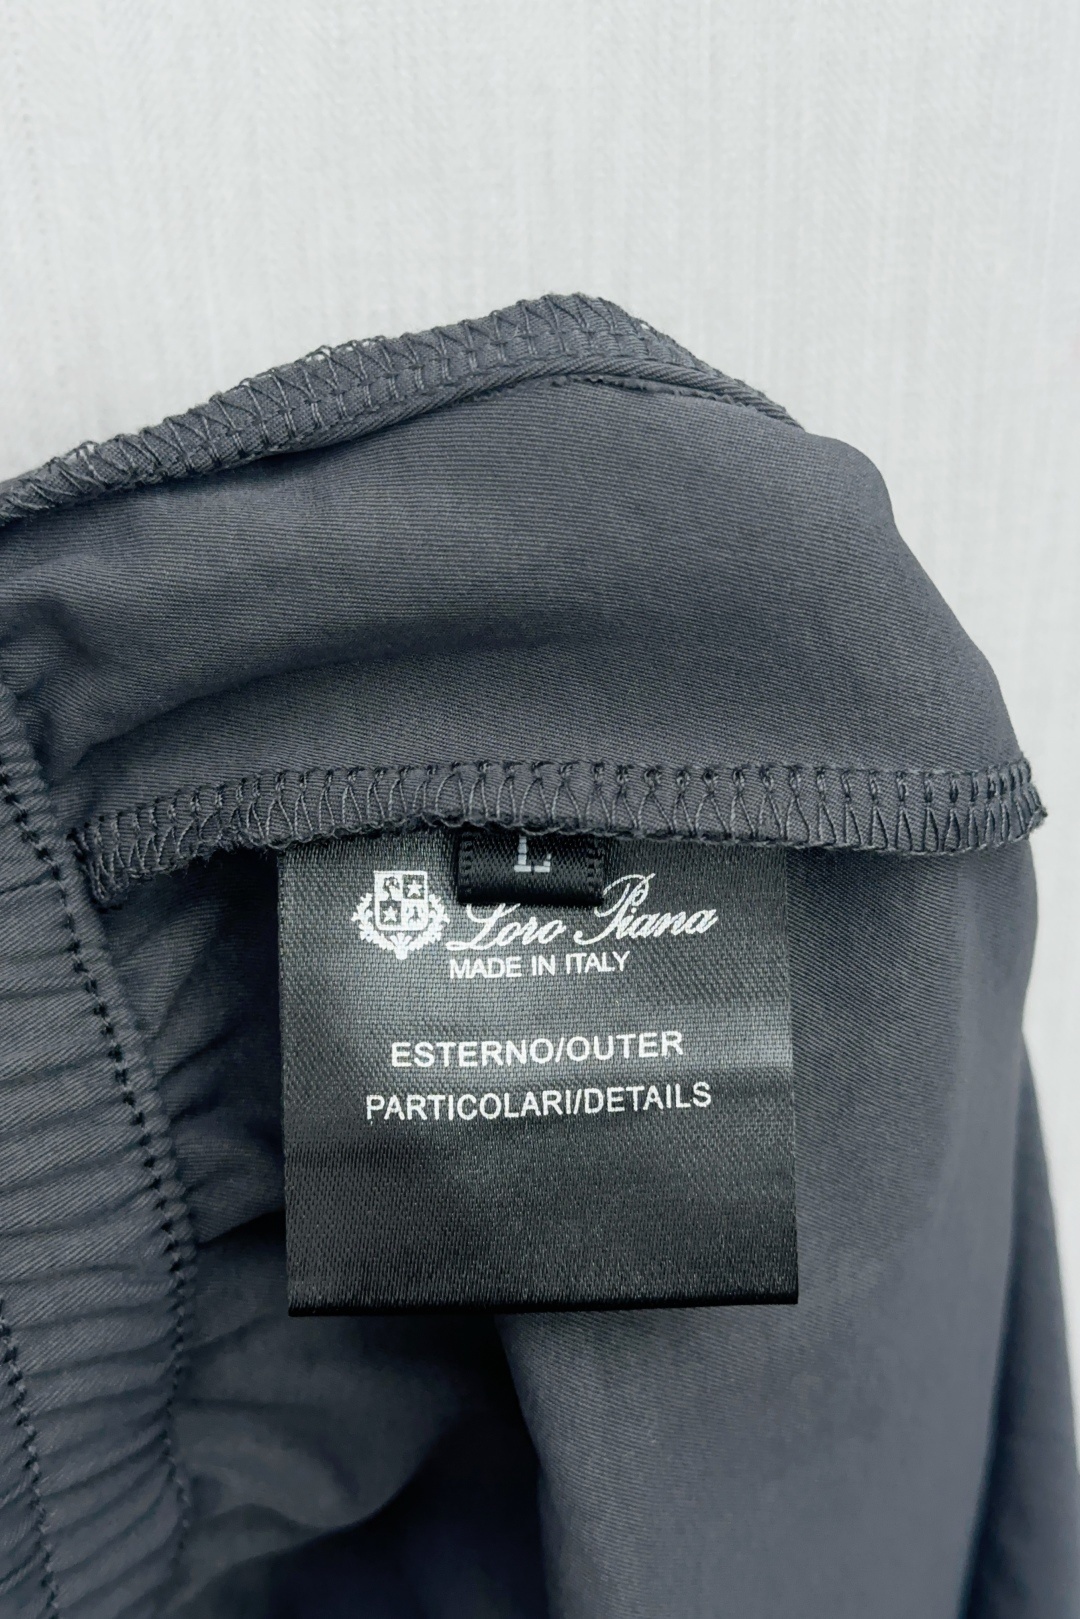 L
Loro Piana
MADE IN ITALY
ESTERNO/OUTER
PARTICOLARI/DETAILS